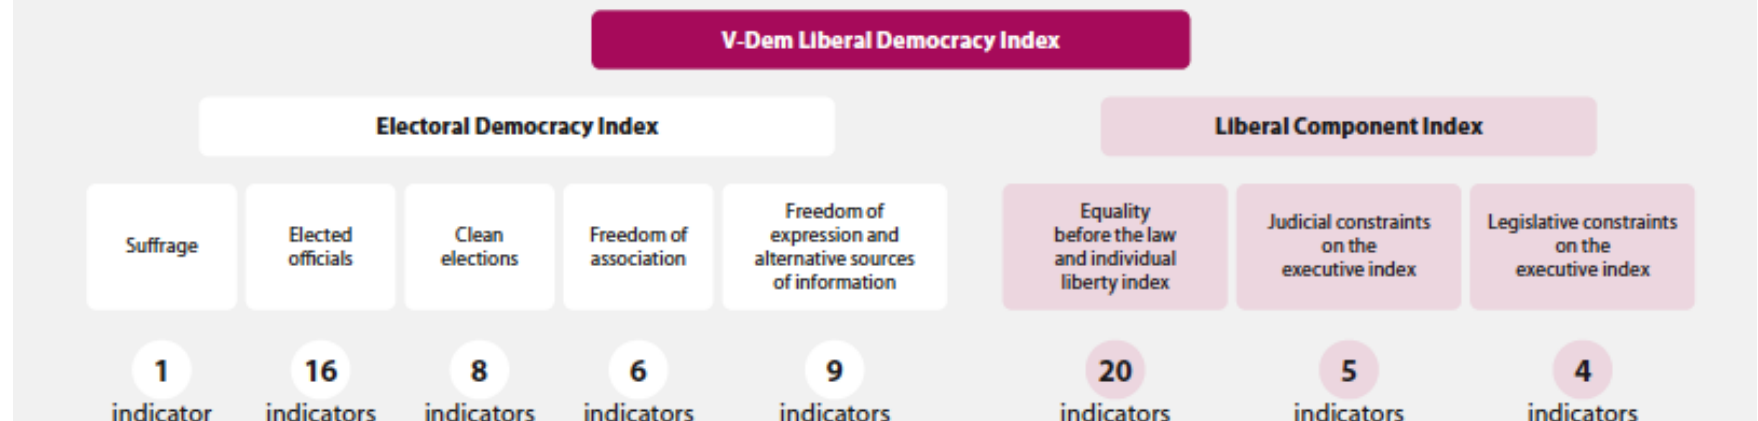 V-Dem Liberal Democracy Index
Electoral Democracy Index
Liberal Component Index
Suffrage
Elected
officials
Clean
elections
Freedom of
association
Freedom of
expression and
alternative sources
of information
Equality
before the law
and individual
liberty index
Judicial constraints
on the
executive index
Legislative constraints
on the
executive index
1
indicator
16
indicators
8
indicators
6
indicators
9
indicators
20
indicators
5
indicators
4
indicators